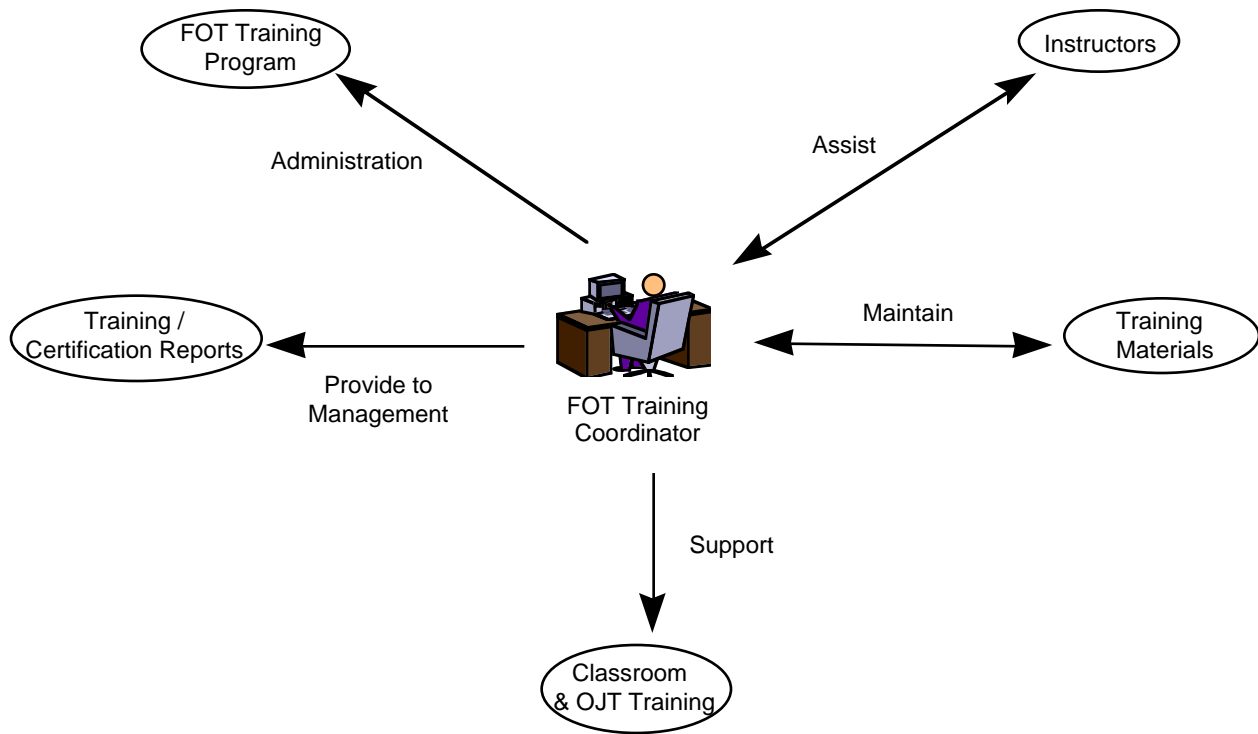 FOT Training
Program
Instructors
Assist
Administration
Training /
Certification Reports
Maintain
Training
Materials
Provide to
Management
FOT Training
Coordinator
Support
Classroom
& OJT Training